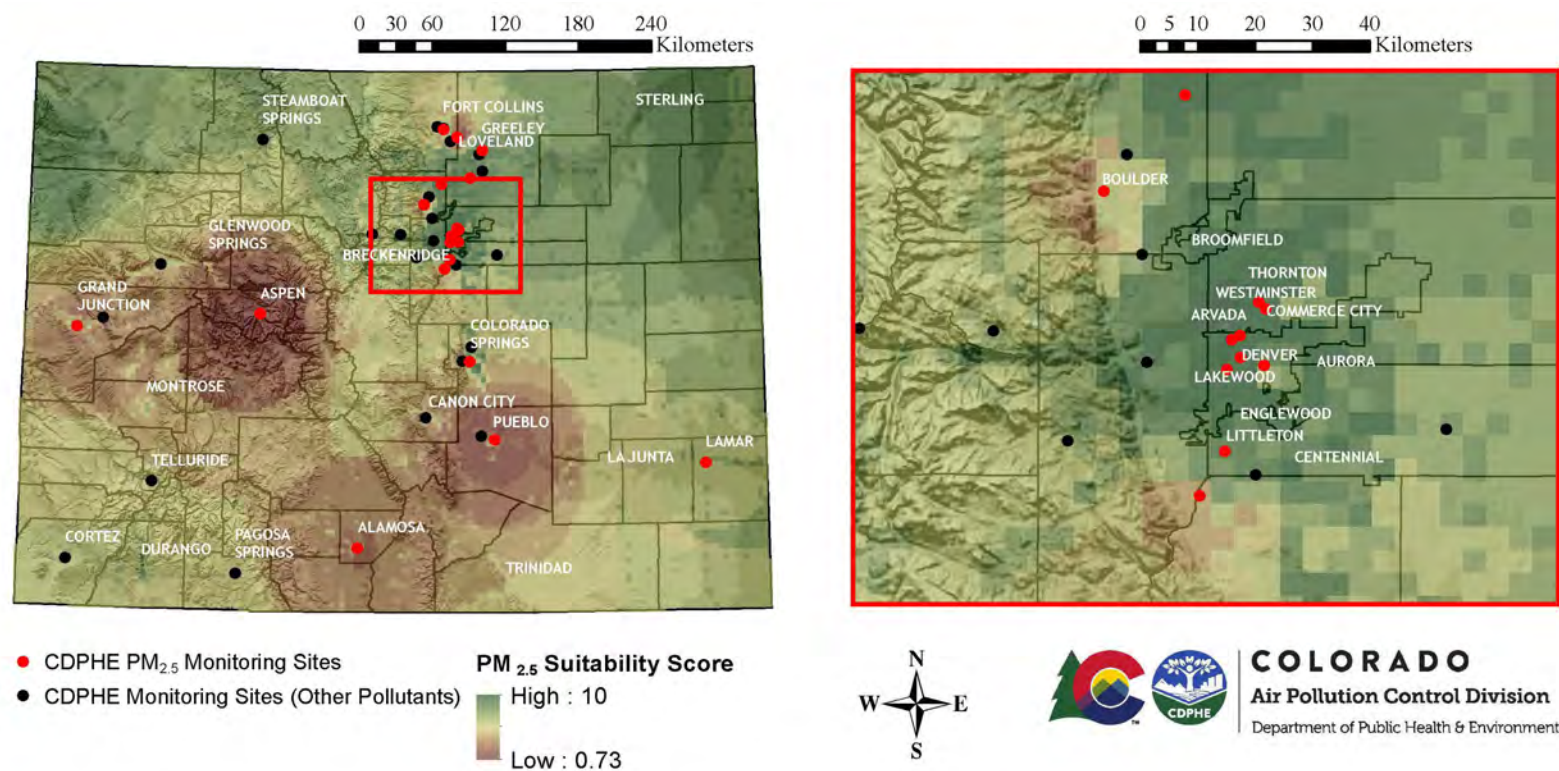 0 30 60 120 180 240
Kilometers
STEAMBOAT
SPRINGS
FORT COLLINS
STERLING
GREELEY
LOVELAND
GLENWOOD
SPRINGS
BRECKENRIDGE
GRAND
JUNCTION
ASPEN
COLORADO
SPRINGS
MONTROSE
CANON CITY
PUEBLO
LA JUNTA
LAMAR
TELLURIDE
ALAMOSA
CORTEZ
DURANGO
PAGOSA
SPRINGS
TRINIDAD
0 5 10 20 30 40
Kilometers
BOULDER
BROOMFIELD
THORNTON
WESTMINSTER
COMMERCE CITY
ARVADA
DENVER
AURORA
LAKEWOOD
ENGLEWOOD
LITTLETON
CENTENNIAL
CDPHE PM2.5 Monitoring Sites
CDPHE Monitoring Sites (Other Pollutants)
PM 2.5 Suitability Score
High : 10
Low : 0.73
N
W E
S
TM
CDPHE
COLORADO
Air Pollution Control Division
Department of Public Health & Environment